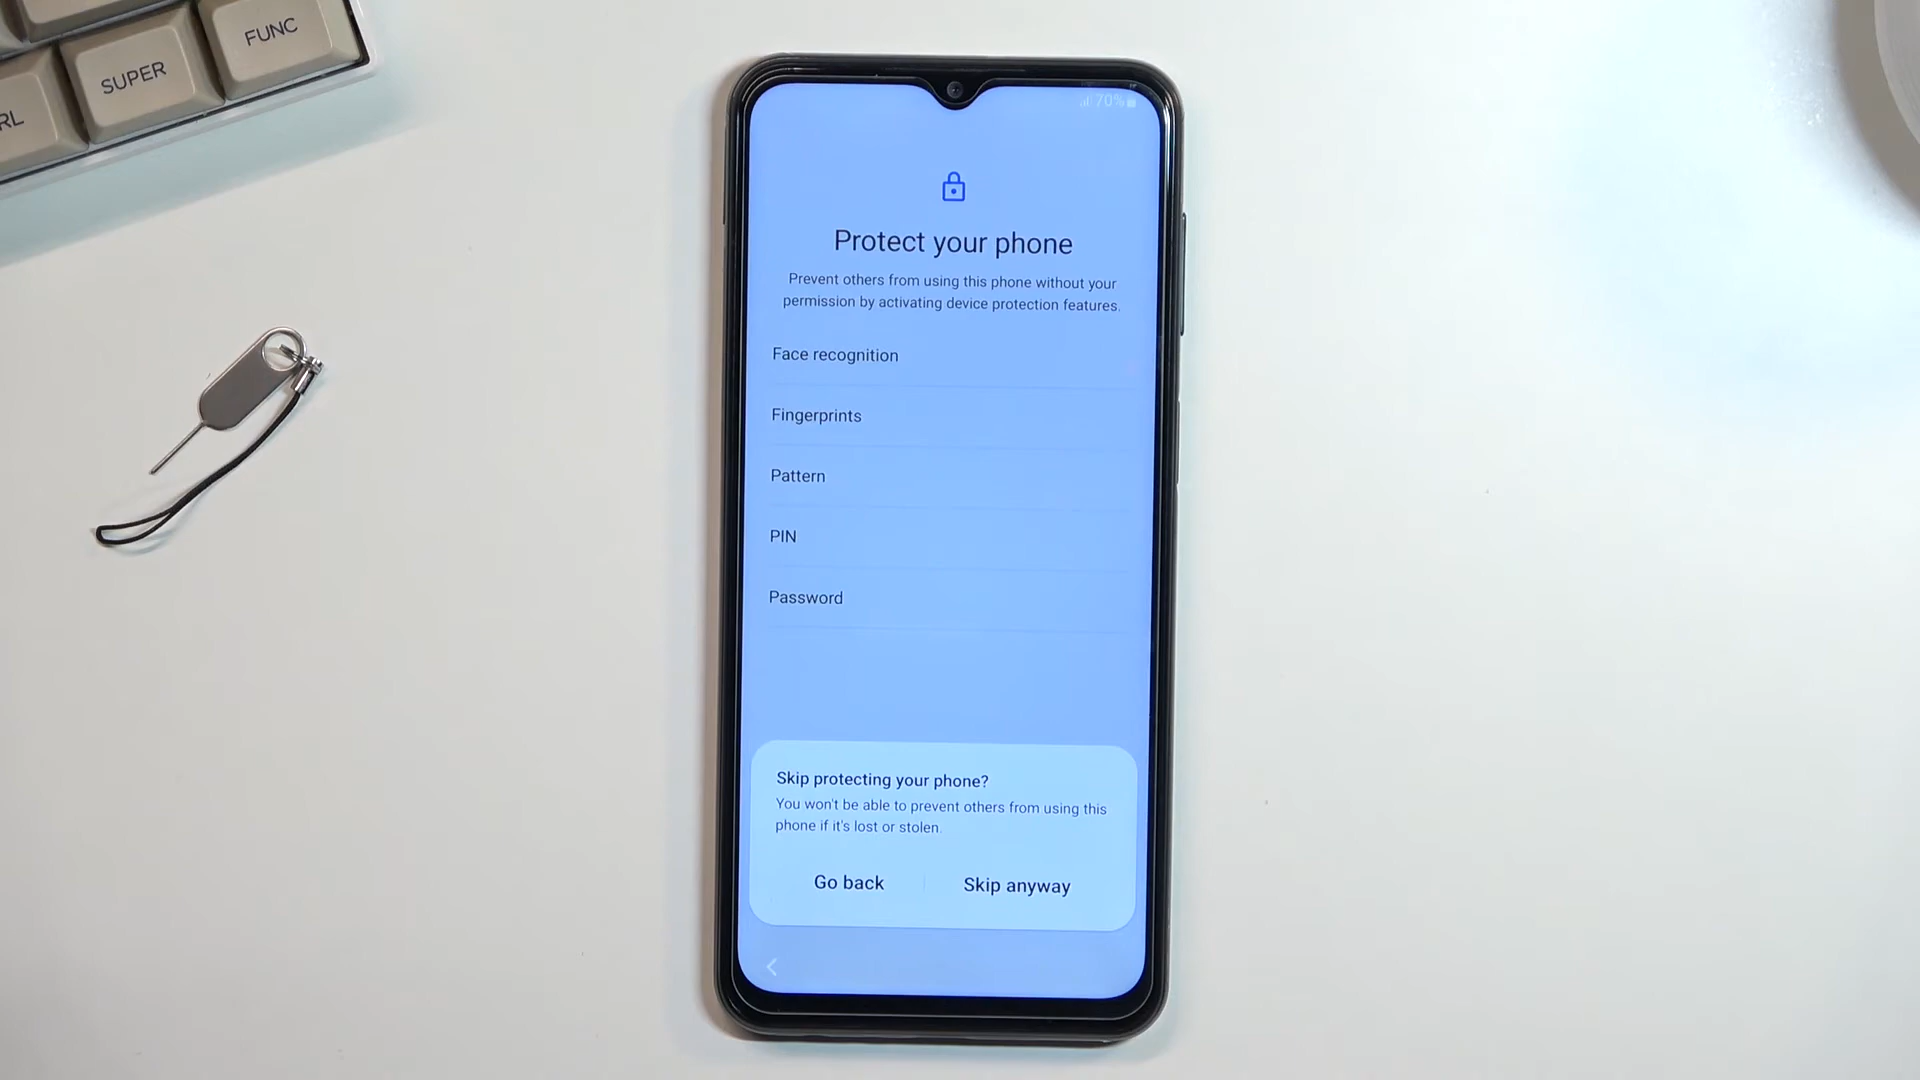 FUNC
SUPER
RL
70%
Protect your phone
Prevent others from using this phone without your
permission by activating device protection features.
Face recognition
Fingerprints
Pattern
PIN
Password
Skip protecting your phone?
You won't be able to prevent others from using this
phone if it's lost or stolen.
Go back
Skip anyway